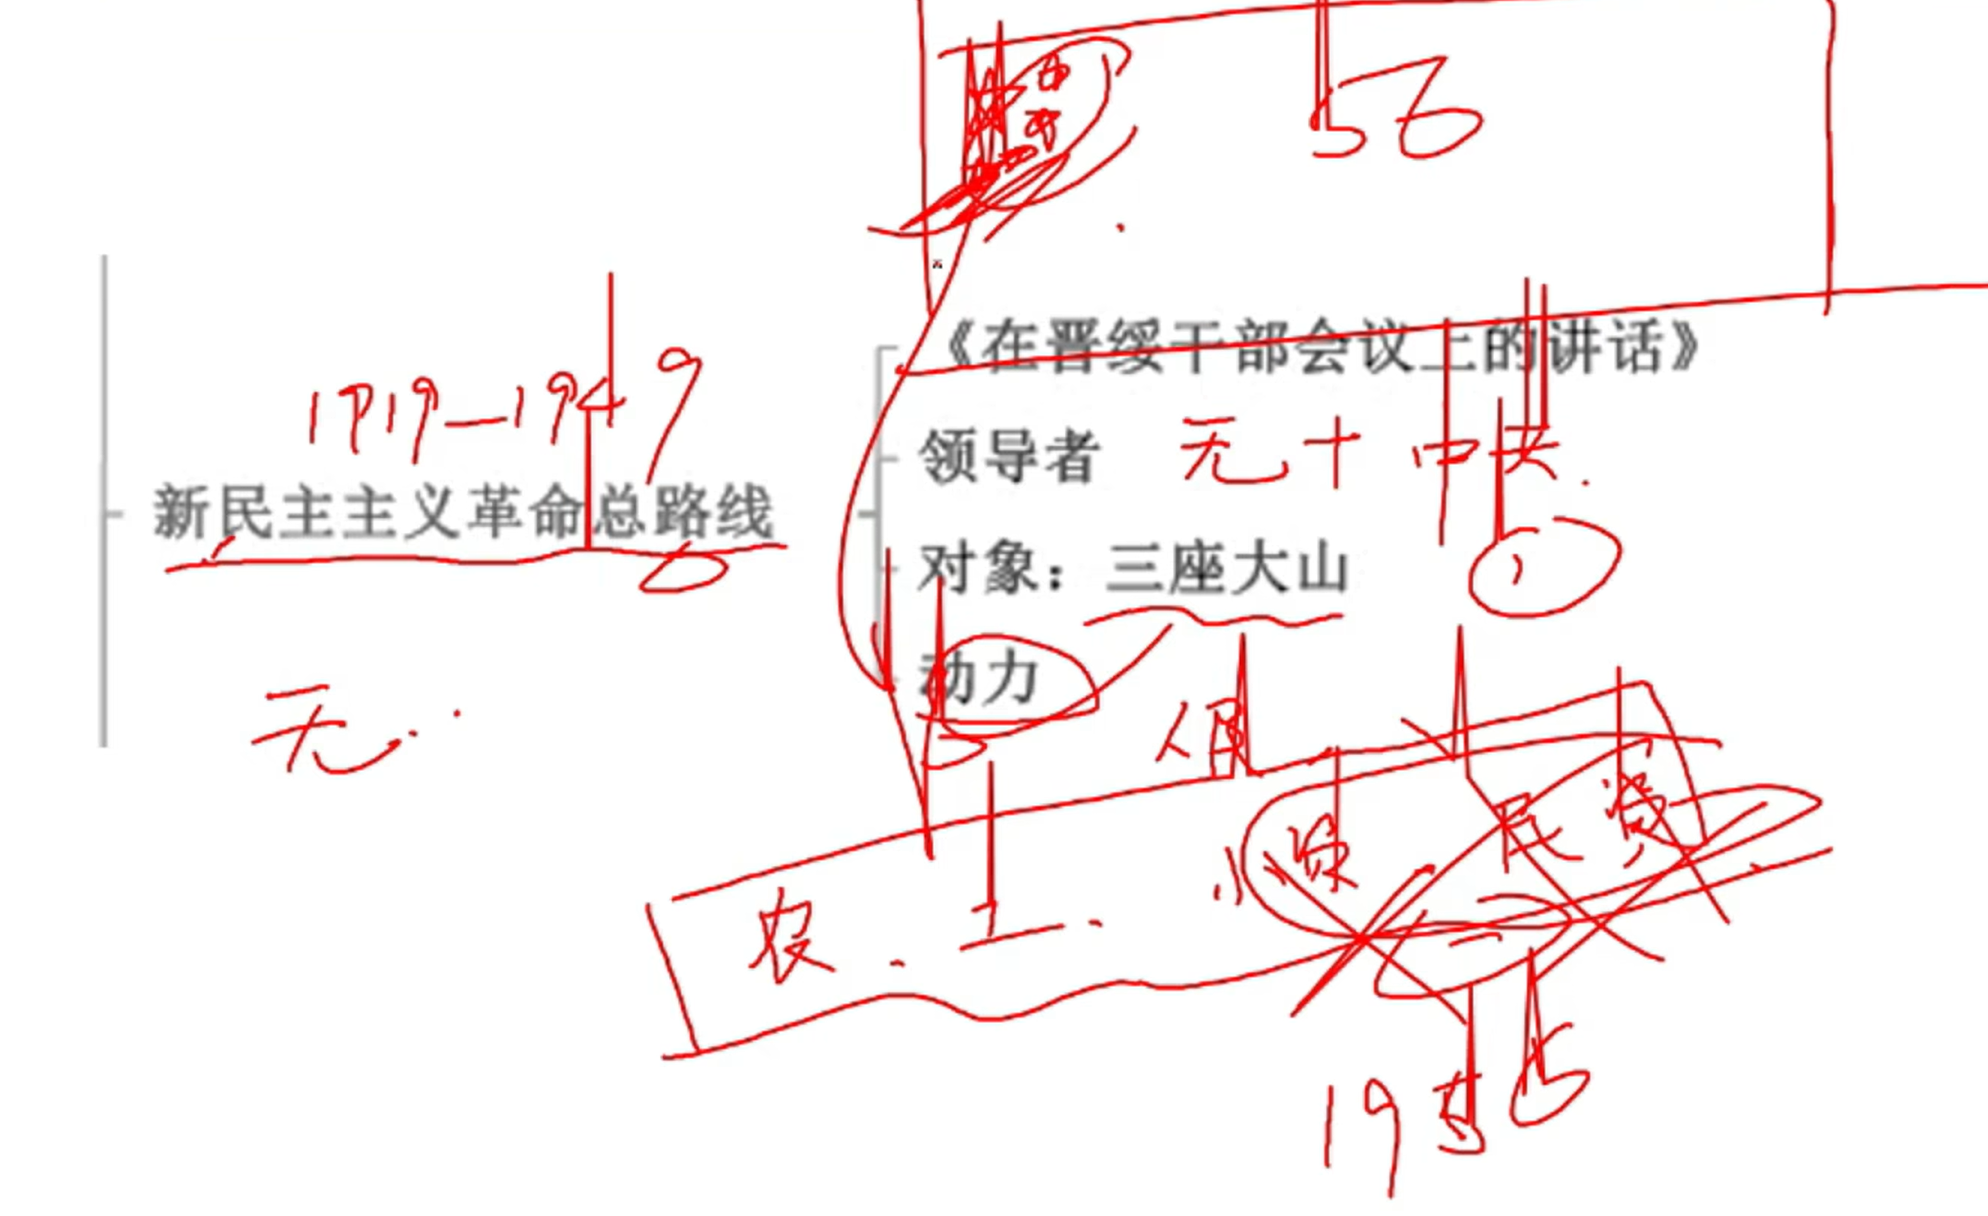 56
《在晋绥干部会议上的讲话》
1919—1949
领导者 无十中共
新民主主义革命总路线
对象：三座大山
动力
无
人民
小资 民资
农 工
1956